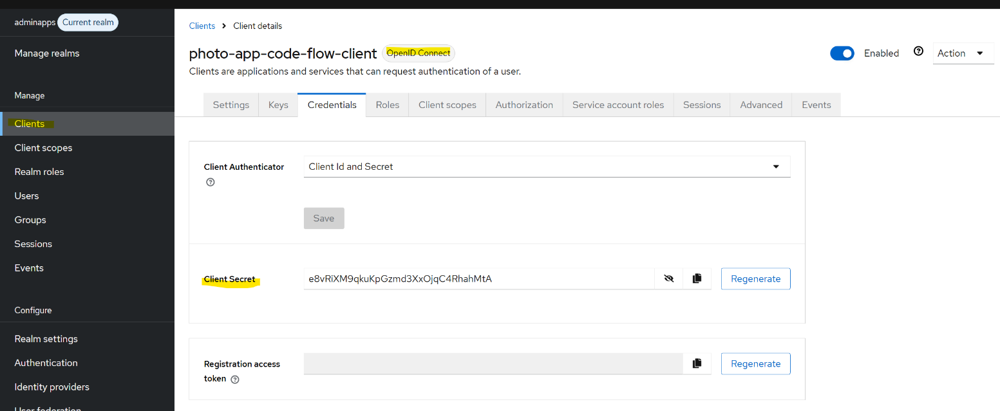 adminapps Current realm
Manage realms
Manage
Clients
Client scopes
Realm roles
Users
Groups
Sessions
Events
Configure
Realm settings
Authentication
Identity providers
User federation
Clients > Client details
photo-app-code-flow-client OpenID Connect
Enabled
Action
Clients are applications and services that can request authentication of a user.
Settings Keys Credentials Roles Client scopes Authorization Service account roles Sessions Advanced Events
Client Authenticator
Client Id and Secret
Save
Client Secret
e8vRiXM9qkuKpGzmd3XxOjqC4RhahMtA
Regenerate
Registration access
token
Regenerate